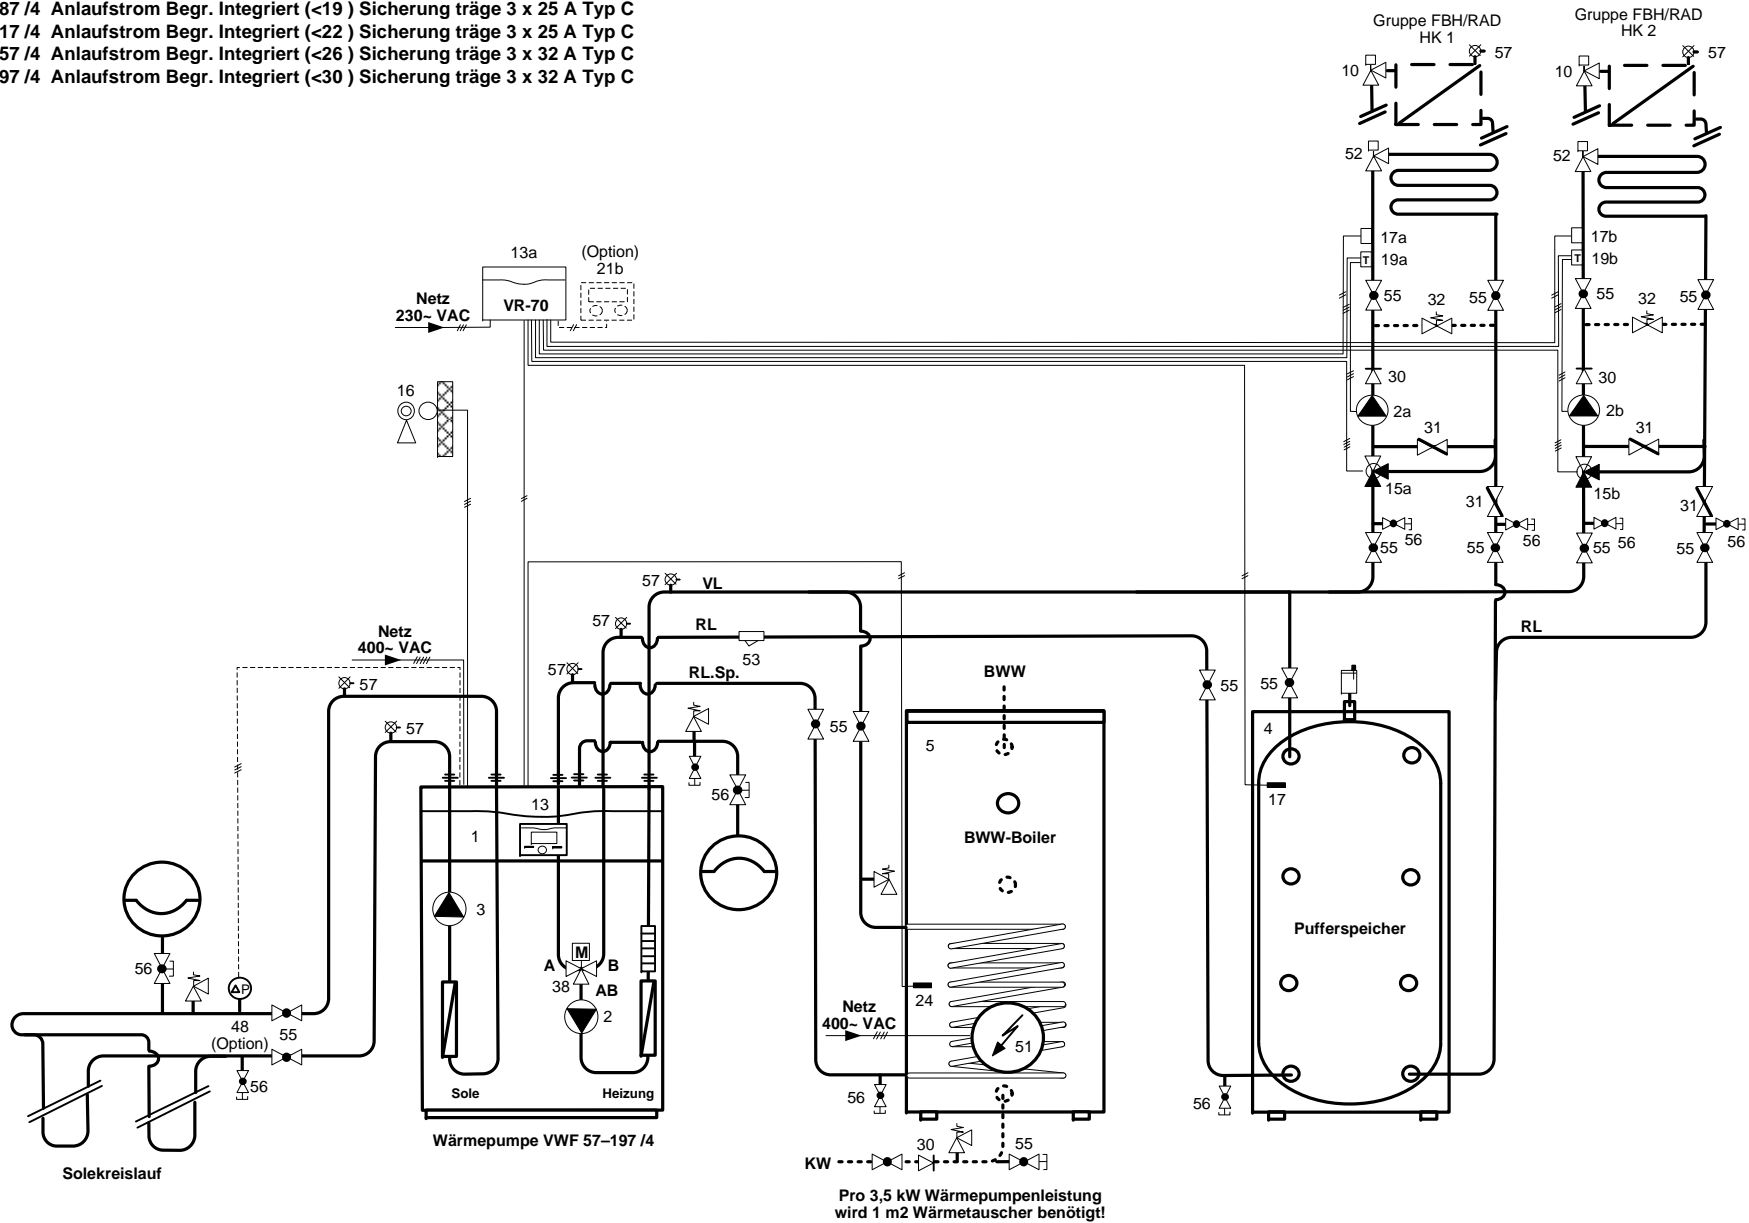 87 /4 Anlaufstrom Begr. Integriert (<19 ) Sicherung träge 3 x 25 A Typ C
17 /4 Anlaufstrom Begr. Integriert (<22 ) Sicherung träge 3 x 25 A Typ C
57 /4 Anlaufstrom Begr. Integriert (<26 ) Sicherung träge 3 x 32 A Typ C
97 /4 Anlaufstrom Begr. Integriert (<30 ) Sicherung träge 3 x 32 A Typ C
Gruppe FBH/RAD
HK 1
Gruppe FBH/RAD
HK 2
57
57
10
10
52
52
17a
17b
19a
19b
T
T
55
32
55
55
32
55
30
30
2a
2b
31
31
15a
15b
31
31
56
56
56
56
55
55
55
55
13a
(Option)
21b
VR-70
Netz
230~ VAC
16
57
VL
57
RL
53
57
RL.Sp.
RL
Netz
400~ VAC
57
57
55
55
55
BWW
56
13
1
5
4
17
BWW-Boiler
Pufferspeicher
3
M
A
B
38
AB
2
56
ΔP
48
(Option)
55
56
24
Netz
400~ VAC
51
Sole
Heizung
56
56
Wärmepumpe VWF 57–197 /4
Solekreislauf
KW
30
55
Pro 3,5 kW Wärmepumpenleistung
wird 1 m2 Wärmetauscher benötigt!